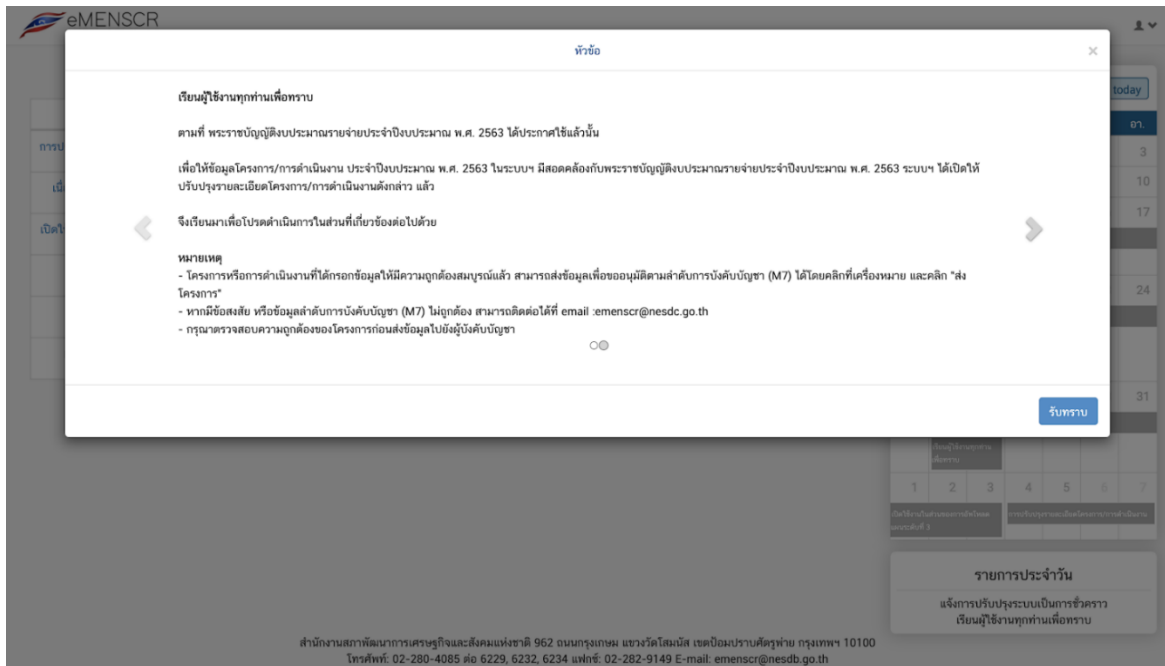 eMENSCR
หัวข้อ
×
today
เรียนผู้ใช้งานทุกท่านเพื่อทราบ
อา.
ตามที่ พระราชบัญญัติงบประมาณรายจ่ายประจำปีงบประมาณ พ.ศ. 2563 ได้ประกาศใช้แล้วนั้น
การป
3
เพื่อให้ข้อมูลโครงการ/การดำเนินงาน ประจำปีงบประมาณ พ.ศ. 2563 ในระบบฯ มีสอดคล้องกับพระราชบัญญัติงบประมาณรายจ่ายประจำปีงบประมาณ พ.ศ. 2563 ระบบฯ ได้เปิดให้
ปรับปรุงรายละเอียดโครงการ/การดำเนินงานดังกล่าว แล้ว
10
จึงเรียนมาเพื่อโปรดดำเนินการในส่วนที่เกี่ยวข้องต่อไปด้วย
17
หมายเหตุ
- โครงการหรือการดำเนินงานที่ได้กรอกข้อมูลให้มีความถูกต้องสมบูรณ์แล้ว สามารถส่งข้อมูลเพื่อขออนุมัติตามลำดับการบังคับบัญชา (M7) ได้โดยคลิกที่เครื่องหมาย และคลิก "ส่ง
โครงการ"
24
- หากมีข้อสงสัย หรือข้อมูลลำดับการบังคับบัญชา (M7) ไม่ถูกต้อง สามารถติดต่อได้ที่ email :emenscr@nesdc.go.th
- กรุณาตรวจสอบความถูกต้องของโครงการก่อนส่งข้อมูลไปยังผู้บังคับบัญชา
31
รับทราบ
เรียนผู้ใช้งานทุกท่าน
เพื่อทราบ
1 2 3 4 5 6 7
รายการประจำวัน
แจ้งการปรับปรุงระบบเป็นการชั่วคราว
เรียนผู้ใช้งานทุกท่านเพื่อทราบ
สำนักงานสภาพัฒนาการเศรษฐกิจและสังคมแห่งชาติ 962 ถนนกรุงเกษม แขวงวัดโสมนัส เขตป้อมปราบศัตรูพ่าย กรุงเทพฯ 10100
โทรศัพท์: 02-280-4085 ต่อ 6229, 6232, 6234 แฟกซ์: 02-282-9149 E-mail: emenscr@nesdb.go.th